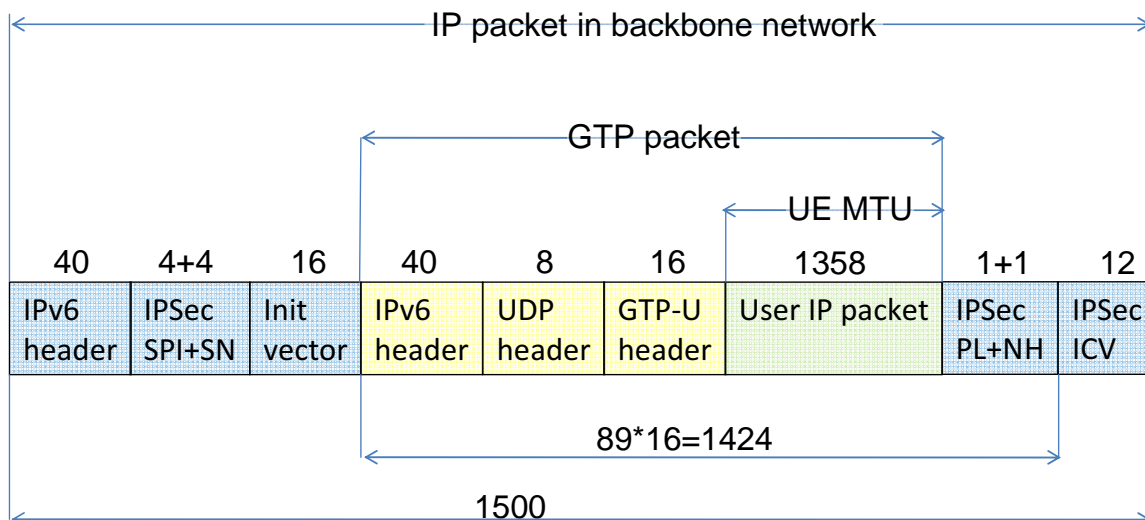 IP packet in backbone network
GTP packet
UE MTU
40 4+4 16 40 8 16 1358 1+1 12
IPv6 IPSec Init IPv6 UDP GTP-U User IP packet IPSec IPSec
header SPI+SN vector header header header PL+NH ICV
89*16=1424
1500